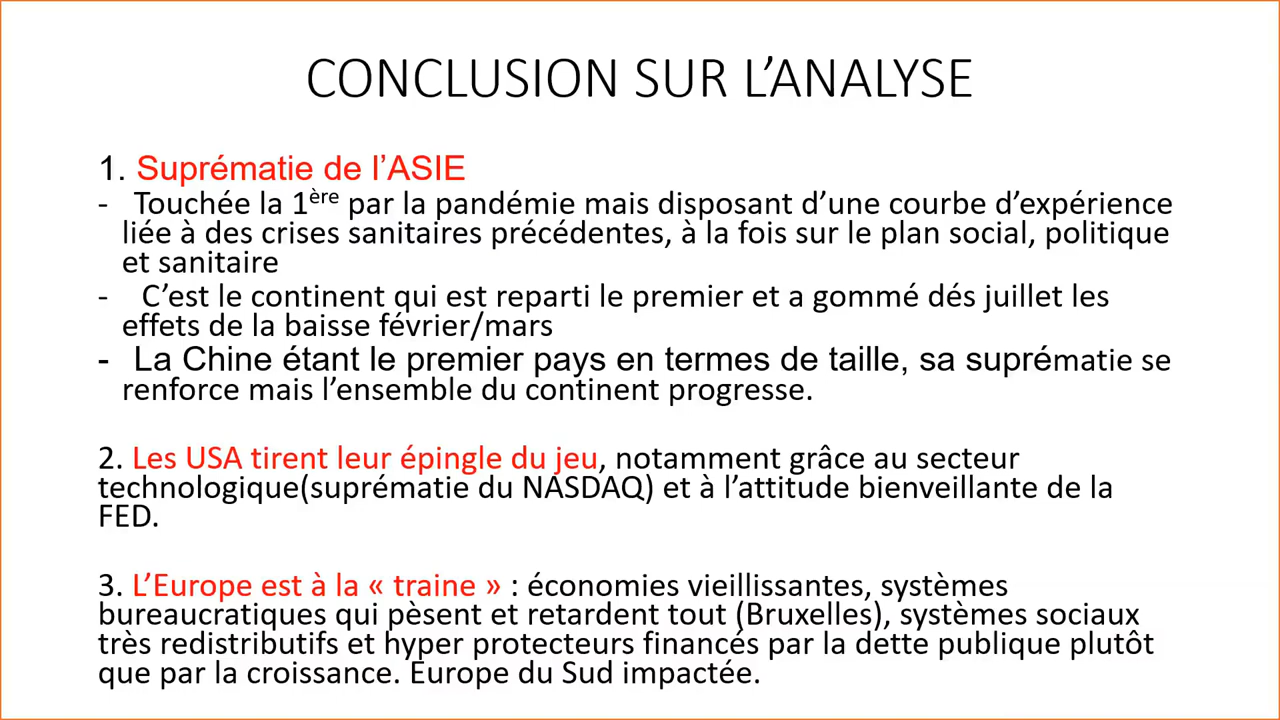 CONCLUSION SUR L’ANALYSE
1. Suprématie de l’ASIE
- Touchée la 1ère par la pandémie mais disposant d’une courbe d’expérience
liée à des crises sanitaires précédentes, à la fois sur le plan social, politique
et sanitaire
- C’est le continent qui est reparti le premier et a gommé dés juillet les
effets de la baisse février/mars
- La Chine étant le premier pays en termes de taille, sa suprématie se
renforce mais l’ensemble du continent progresse.
2. Les USA tirent leur épingle du jeu, notamment grâce au secteur
technologique(suprématie du NASDAQ) et à l’attitude bienveillante de la
FED.
3. L’Europe est à la « traine » : économies vieillissantes, systèmes
bureaucratiques qui pèsent et retardent tout (Bruxelles), systèmes sociaux
très redistributifs et hyper protecteurs financés par la dette publique plutôt
que par la croissance. Europe du Sud impactée.